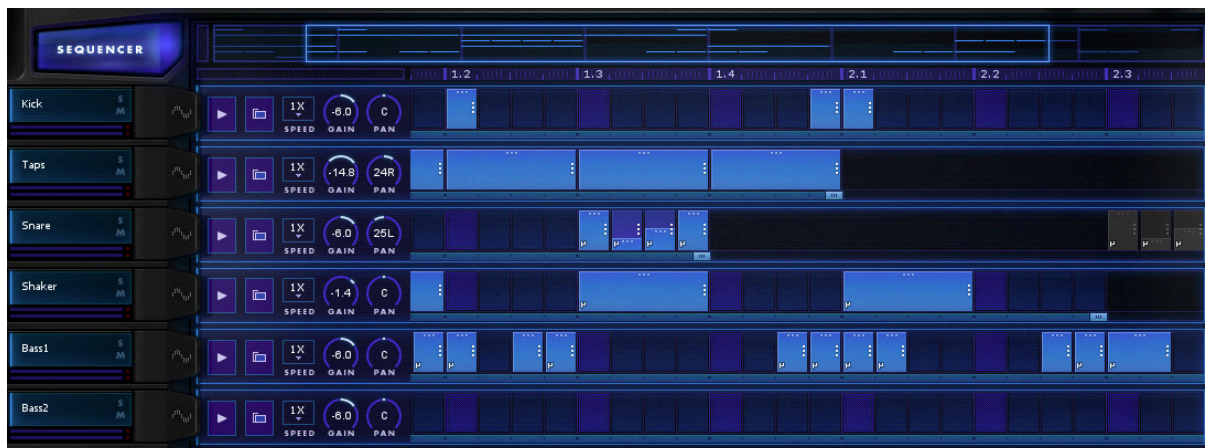 SEQUENCER
1.2 1.3 1.4 2.1 2.2 2.3
Kick S M 1X -6.0 C
SPEED GAIN PAN
Taps S M 1X -14.8 24R
SPEED GAIN PAN
Snare S M 1X -6.0 25L
SPEED GAIN PAN
µ µ µ µ µ µ µ
Shaker S M 1X -1.4 C
SPEED GAIN PAN
µ µ
Bass1 S M 1X -6.0 C
SPEED GAIN PAN
µ µ µ µ µ µ µ µ µ µ µ
Bass2 S M 1X -6.0 C
SPEED GAIN PAN